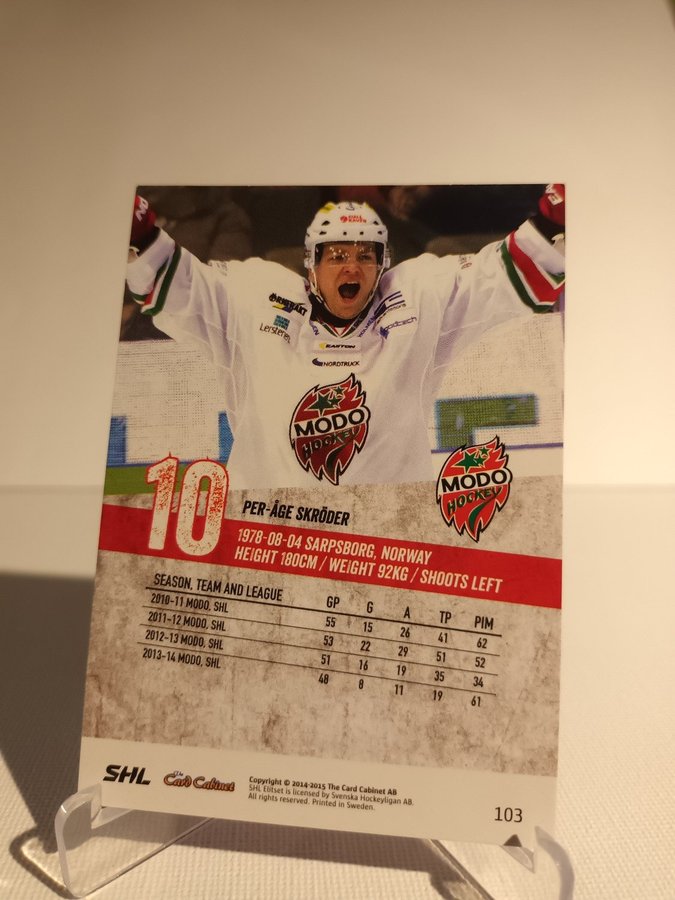 EASTON
NORDTRUCK
Lersten
MODO
HOCKEY
MODO
HOCKEY
10
PER-ÅGE SKRÖDER
1978-08-04 SARPSBORG, NORWAY
HEIGHT 180CM / WEIGHT 92KG / SHOOTS LEFT
SEASON, TEAM AND LEAGUE GP G A TP PIM
2010-11 MODO, SHL 55 15 26 41 62
2011-12 MODO, SHL 53 22 29 51 52
2012-13 MODO, SHL 51 16 19 35 34
2013-14 MODO, SHL 48 8 11 19 61
SHL
The Card Cabinet
Copyright © 2014-2015 The Card Cabinet AB
SHL Elitset is licensed by Svenska Hockeyligan AB.
All rights reserved. Printed in Sweden.
103